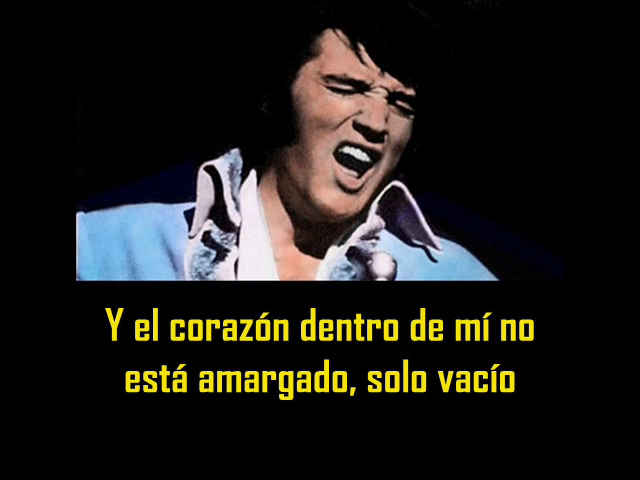 Y el corazón dentro de mí no
está amargado, solo vacío